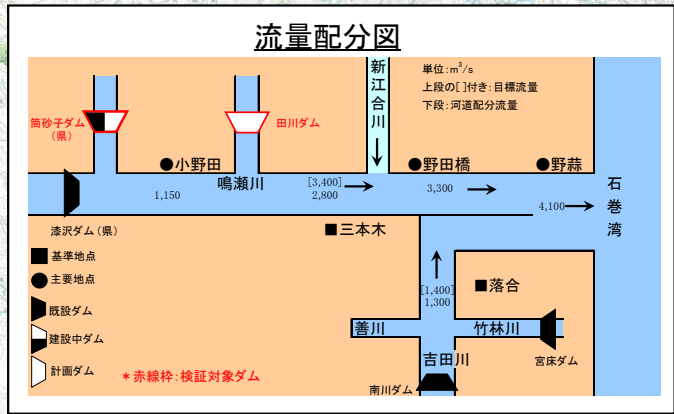 流量配分図
単位：m³/s
上段の[ ]付き：目標流量
下段：河道配分流量
新江合川
筒砂子ダム
（県）
田川ダム
●小野田
●野田橋
●野蒜
鳴瀬川
1,150
[3,400]
2,800
3,300
4,100
石巻湾
漆沢ダム（県）
■三本木
■基準地点
●主要地点
既設ダム
建設中ダム
計画ダム
＊赤線枠：検証対象ダム
[1,400]
1,300
■落合
善川
竹林川
吉田川
宮床ダム
南川ダム